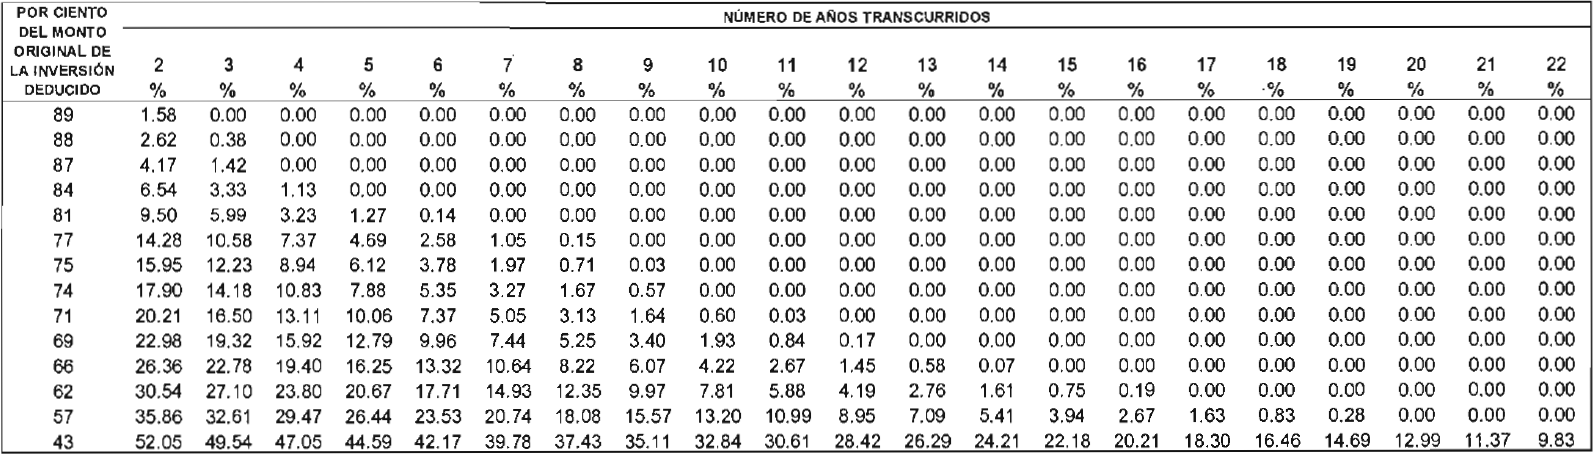 POR CIENTO
DEL MONTO
ORIGINAL DE
LA INVERSIÓN
DEDUCIDO
NÚMERO DE AÑOS TRANSCURRIDOS
2 3 4 5 6 7 8 9 10 11 12 13 14 15 16 17 18 19 20 21 22
% % % % % % % % % % % % % % % % % % % % %
89 1.58 0.00 0.00 0.00 0.00 0.00 0.00 0.00 0.00 0.00 0.00 0.00 0.00 0.00 0.00 0.00 0.00 0.00 0.00 0.00 0.00
88 2.62 0.38 0.00 0.00 0.00 0.00 0.00 0.00 0.00 0.00 0.00 0.00 0.00 0.00 0.00 0.00 0.00 0.00 0.00 0.00 0.00
87 4.17 1.42 0.00 0.00 0.00 0.00 0.00 0.00 0.00 0.00 0.00 0.00 0.00 0.00 0.00 0.00 0.00 0.00 0.00 0.00 0.00
84 6.54 3.33 1.13 0.00 0.00 0.00 0.00 0.00 0.00 0.00 0.00 0.00 0.00 0.00 0.00 0.00 0.00 0.00 0.00 0.00 0.00
81 9.50 5.99 3.23 1.27 0.14 0.00 0.00 0.00 0.00 0.00 0.00 0.00 0.00 0.00 0.00 0.00 0.00 0.00 0.00 0.00 0.00
77 14.28 10.58 7.37 4.69 2.58 1.05 0.15 0.00 0.00 0.00 0.00 0.00 0.00 0.00 0.00 0.00 0.00 0.00 0.00 0.00 0.00
75 15.95 12.23 8.94 6.12 3.78 1.97 0.71 0.03 0.00 0.00 0.00 0.00 0.00 0.00 0.00 0.00 0.00 0.00 0.00 0.00 0.00
74 17.90 14.18 10.83 7.88 5.35 3.27 1.67 0.57 0.00 0.00 0.00 0.00 0.00 0.00 0.00 0.00 0.00 0.00 0.00 0.00 0.00
71 20.21 16.50 13.11 10.06 7.37 5.05 3.13 1.64 0.60 0.03 0.00 0.00 0.00 0.00 0.00 0.00 0.00 0.00 0.00 0.00 0.00
69 22.98 19.32 15.92 12.79 9.96 7.44 5.25 3.40 1.93 0.84 0.17 0.00 0.00 0.00 0.00 0.00 0.00 0.00 0.00 0.00 0.00
66 26.36 22.78 19.40 16.25 13.32 10.64 8.22 6.07 4.22 2.67 1.45 0.58 0.07 0.00 0.00 0.00 0.00 0.00 0.00 0.00 0.00
62 30.54 27.10 23.80 20.67 17.71 14.93 12.35 9.97 7.81 5.88 4.19 2.76 1.61 0.75 0.19 0.00 0.00 0.00 0.00 0.00 0.00
57 35.86 32.61 29.47 26.44 23.53 20.74 18.08 15.57 13.20 10.99 8.95 7.09 5.41 3.94 2.67 1.63 0.83 0.28 0.00 0.00 0.00
43 52.05 49.54 47.05 44.59 42.17 39.78 37.43 35.11 32.84 30.61 28.42 26.29 24.21 22.18 20.21 18.30 16.46 14.69 12.99 11.37 9.83